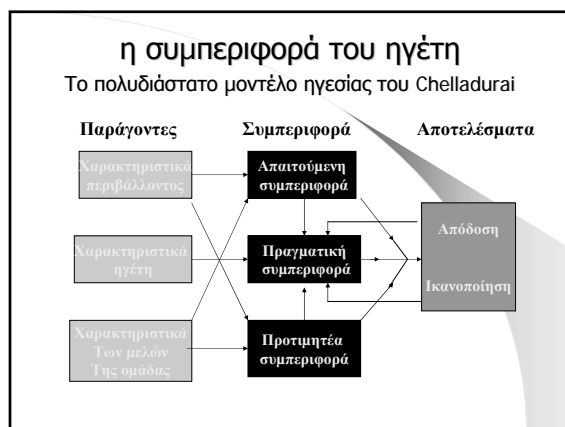 η συμπεριφορά του ηγέτη
Το πολυδιάστατο μοντέλο ηγεσίας του Chelladurai
Παράγοντες
Συμπεριφορά
Αποτελέσματα
Χαρακτηριστικά
περιβάλλοντος
Απαιτούμενη
συμπεριφορά
Χαρακτηριστικά
ηγέτη
Πραγματική
συμπεριφορά
Απόδοση
Ικανοποίηση
Χαρακτηριστικά
Των μελών
Της ομάδας
Προτιμητέα
συμπεριφορά